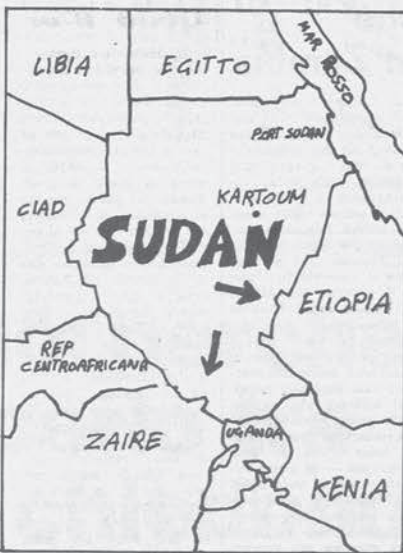 LIBIA
EGITTO
MAR ROSSO
PORT SUDAN
CIAD
KARTOUM
SUDAN
ETIOPIA
REP
CENTROAFRICANA
ZAIRE
UGANDA
KENIA